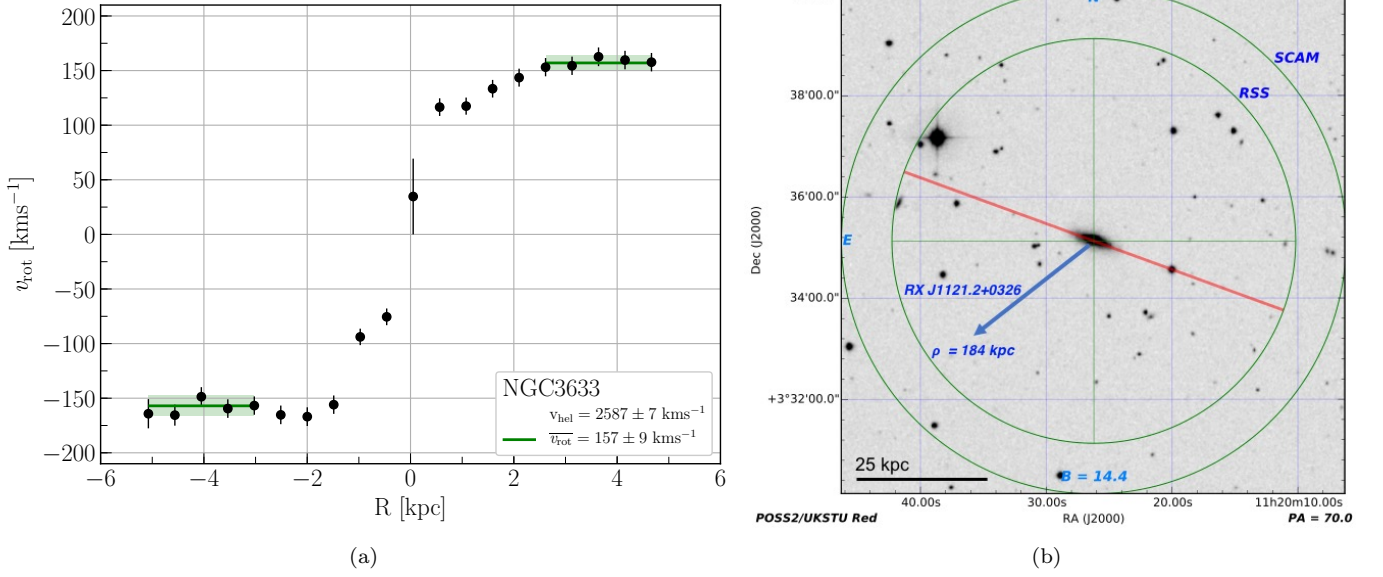 200
150
100
50
0
−50
−100
−150
−200
v_rot [kms⁻¹]
−6 −4 −2 0 2 4 6
R [kpc]
NGC3633
v_hel = 2587 ± 7 kms⁻¹
v̅_rot = 157 ± 9 kms⁻¹
(a)
SCAM
RSS
E
38'00.0"
36'00.0"
34'00.0"
+3°32'00.0"
Dec (J2000)
RX J1121.2+0326
ρ = 184 kpc
25 kpc
B = 14.4
40.00s 30.00s 20.00s 11h20m10.00s
POSS2/UKSTU Red
RA (J2000)
PA = 70.0
(b)